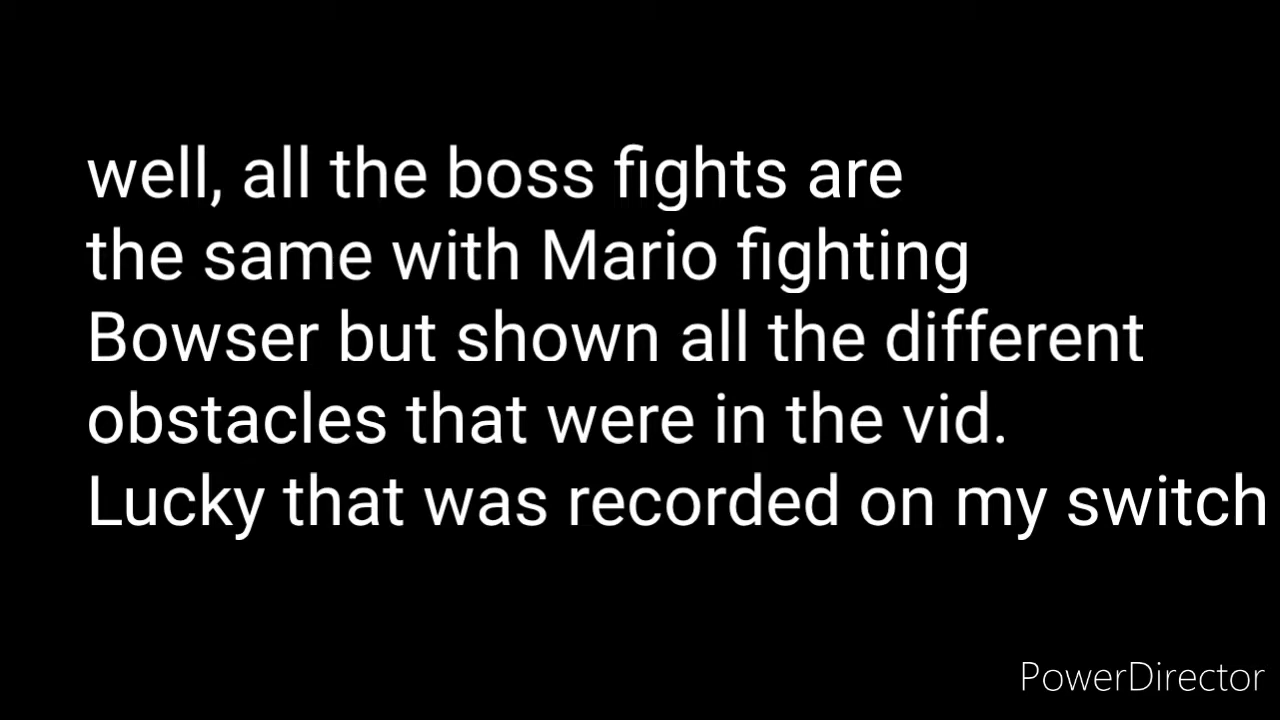 well, all the boss fights are
the same with Mario fighting
Bowser but shown all the different
obstacles that were in the vid.
Lucky that was recorded on my switch
PowerDirector